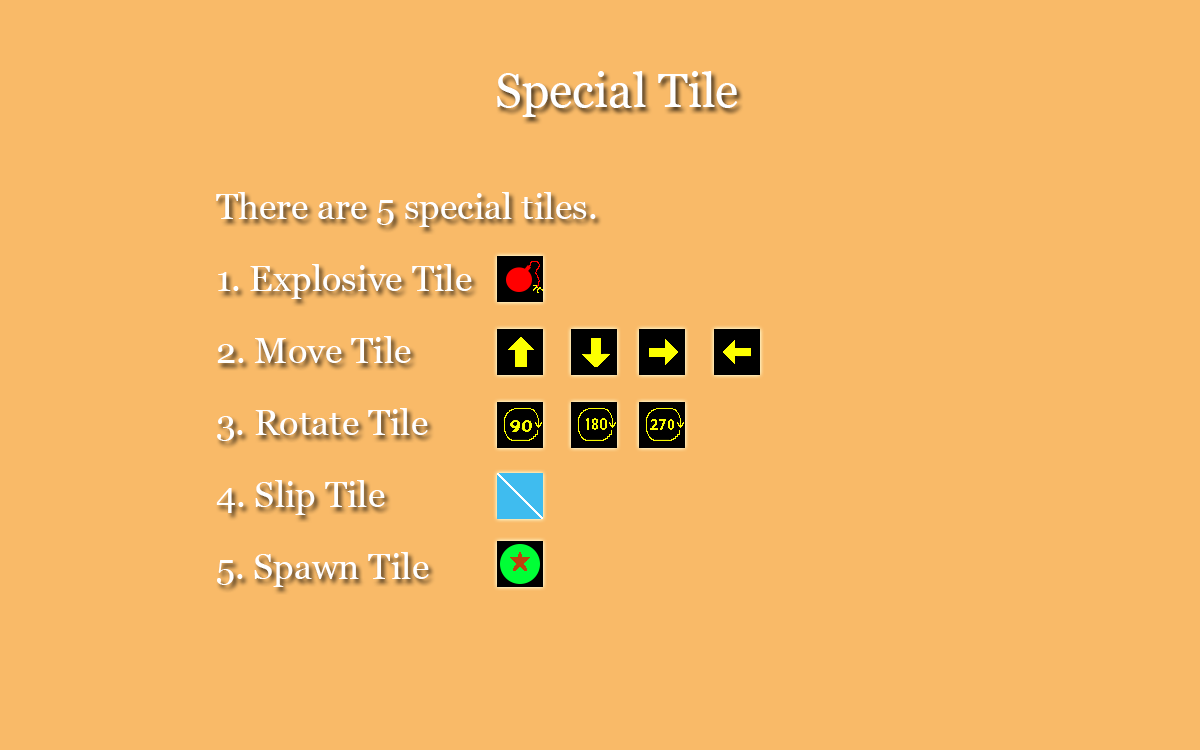 Special Tile
There are 5 special tiles.
1. Explosive Tile
2. Move Tile
3. Rotate Tile
90 180 270
4. Slip Tile
5. Spawn Tile